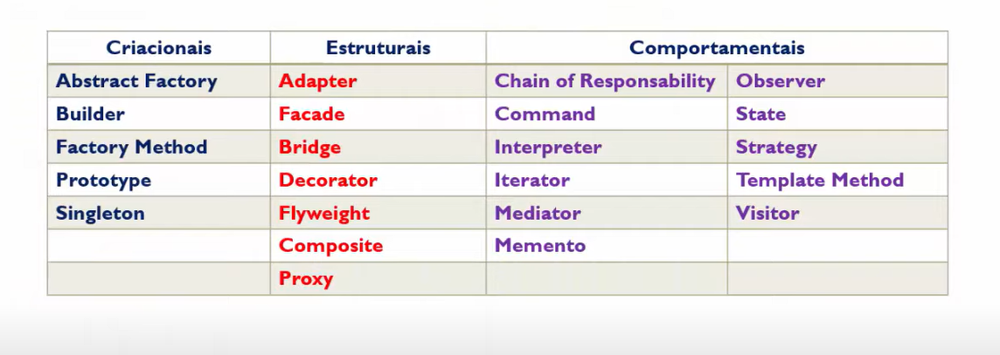 Criacionais Estruturais Comportamentais
Abstract Factory Adapter Chain of Responsability Observer
Builder Facade Command State
Factory Method Bridge Interpreter Strategy
Prototype Decorator Iterator Template Method
Singleton Flyweight Mediator Visitor
Composite Memento
Proxy